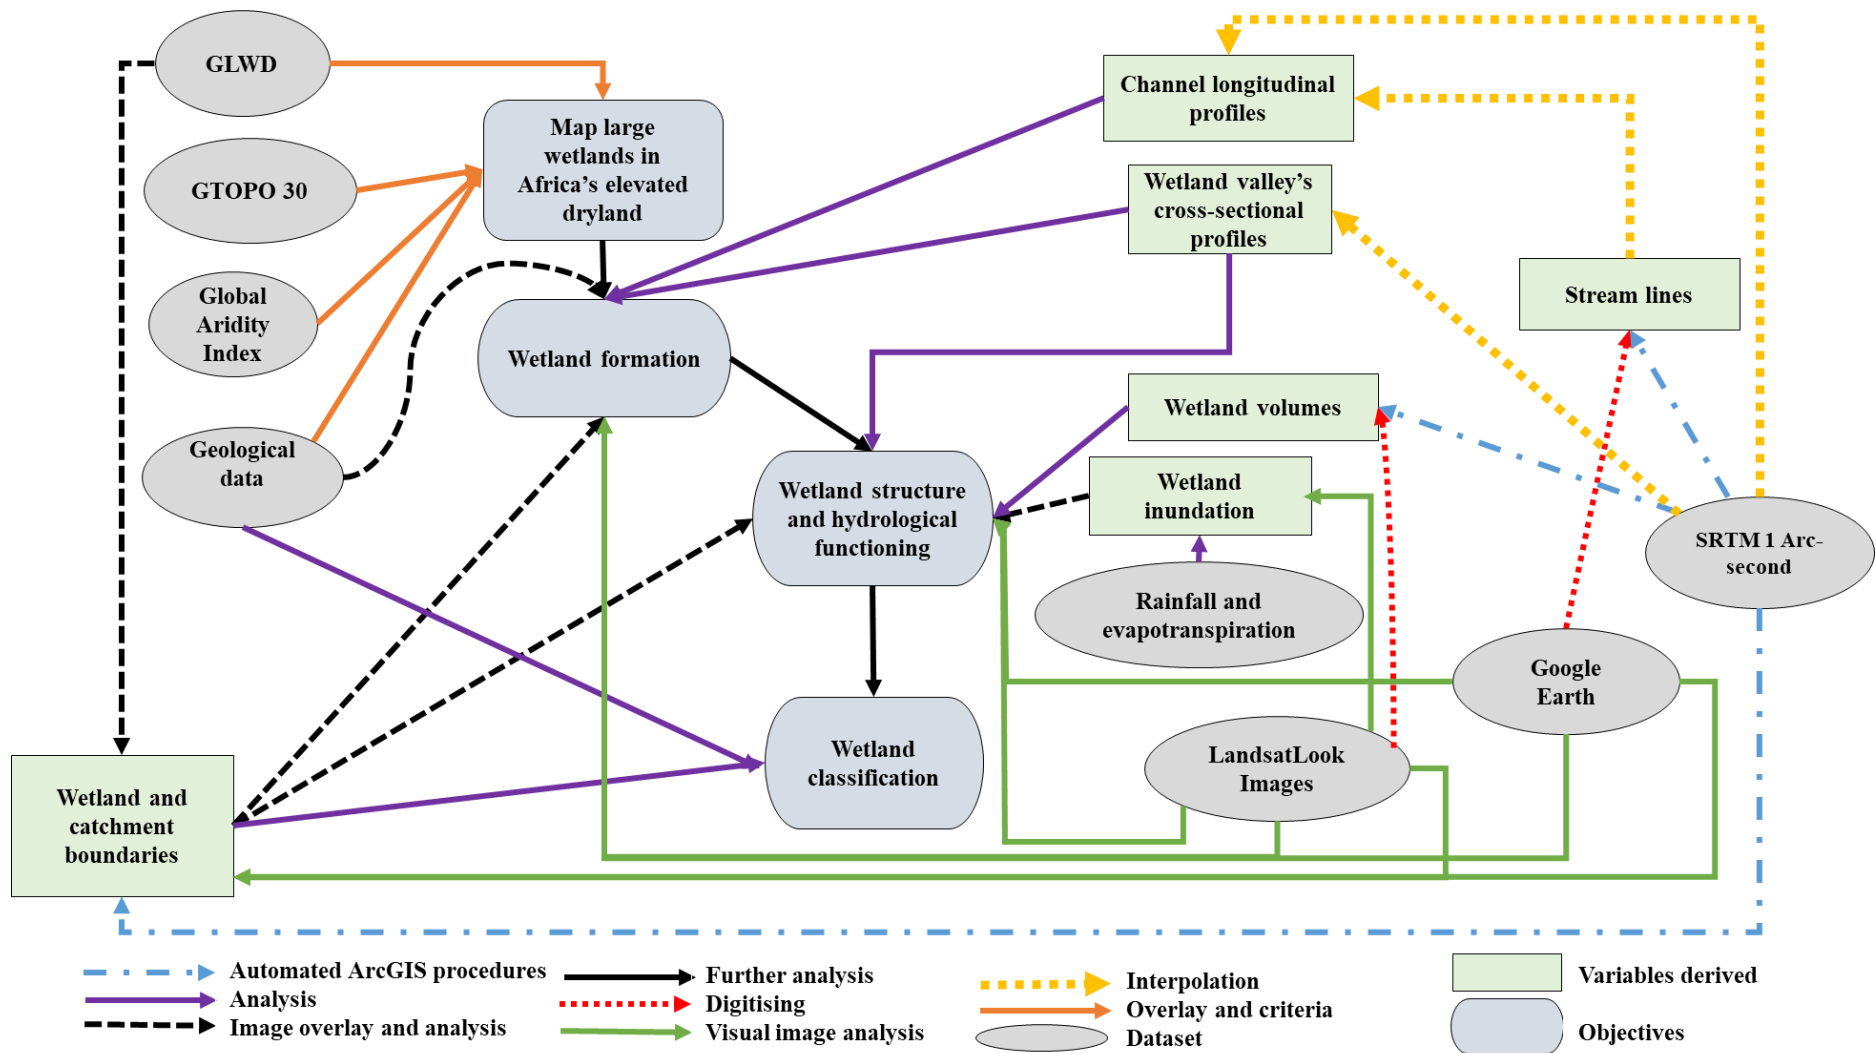 GLWD
GTOPO 30
Global
Aridity
Index
Geological
data
Map large
wetlands in
Africa's elevated
dryland
Wetland formation
Wetland structure
and hydrological
functioning
Wetland
classification
Wetland and
catchment
boundaries
Channel longitudinal
profiles
Wetland valley's
cross-sectional
profiles
Stream lines
Wetland volumes
Wetland
inundation
Rainfall and
evapotranspiration
SRTM 1 Arc-
second
Google
Earth
LandsatLook
Images
Automated ArcGIS procedures
Analysis
Image overlay and analysis
Further analysis
Digitising
Visual image analysis
Interpolation
Overlay and criteria
Dataset
Variables derived
Objectives